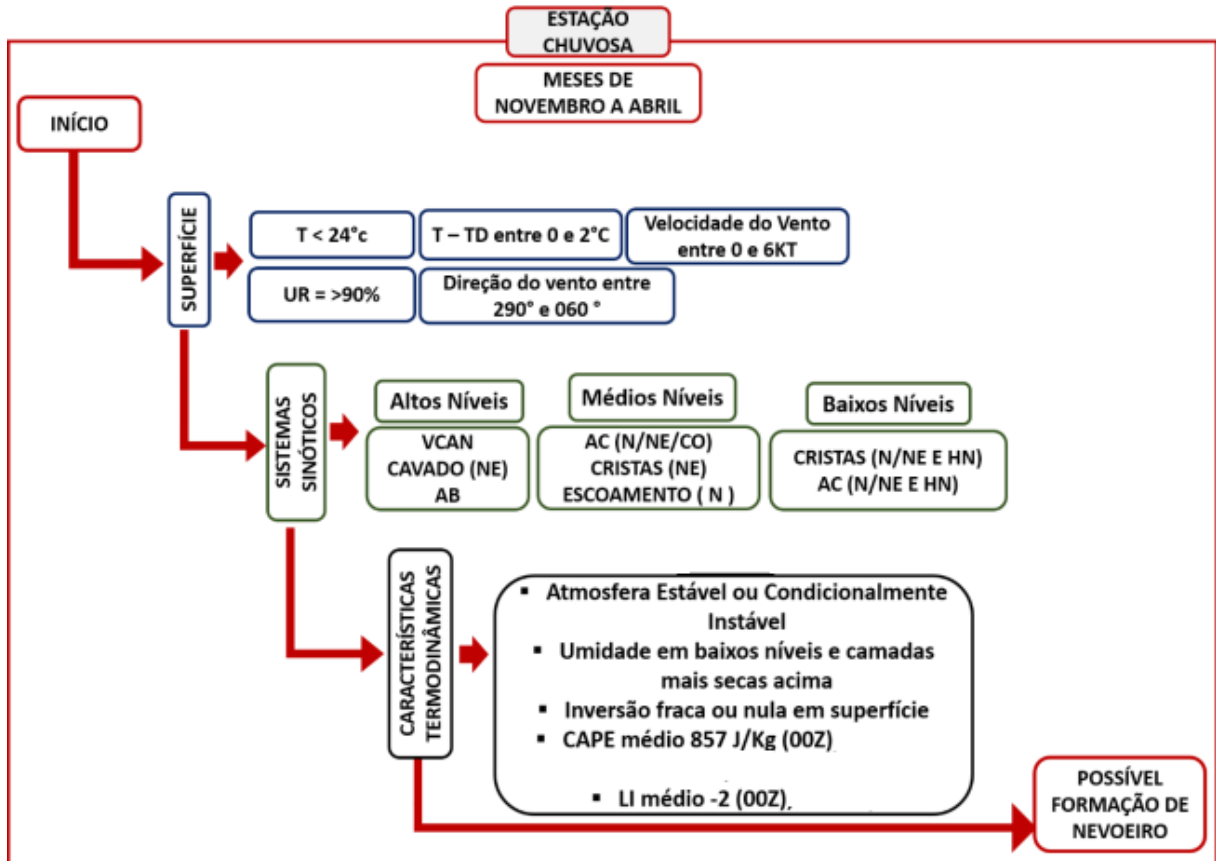 ESTAÇÃO
CHUVOSA
MESES DE
NOVEMBRO A ABRIL
INÍCIO
SUPERFÍCIE
T < 24°c
T – TD entre 0 e 2°C
Velocidade do Vento
entre 0 e 6KT
UR = >90%
Direção do vento entre
290° e 060 °
SISTEMAS
SINÓTICOS
Altos Níveis
VCAN
CAVADO (NE)
AB
Médios Níveis
AC (N/NE/CO)
CRISTAS (NE)
ESCOAMENTO ( N )
Baixos Níveis
CRISTAS (N/NE E HN)
AC (N/NE E HN)
CARACTERÍSTICAS
TERMODINÂMICAS
▪ Atmosfera Estável ou Condicionalmente
Instável
▪ Umidade em baixos níveis e camadas
mais secas acima
▪ Inversão fraca ou nula em superfície
▪ CAPE médio 857 J/Kg (00Z)
▪ LI médio -2 (00Z),
POSSÍVEL
FORMAÇÃO DE
NEVOEIRO